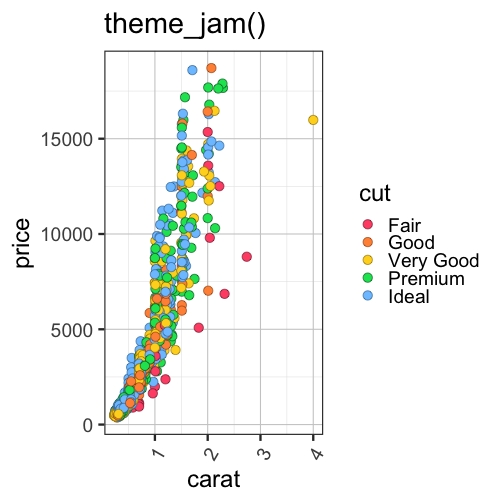 theme_jam()
15000
10000
5000
0
price
1
2
3
4
carat
cut
Fair
Good
Very Good
Premium
Ideal